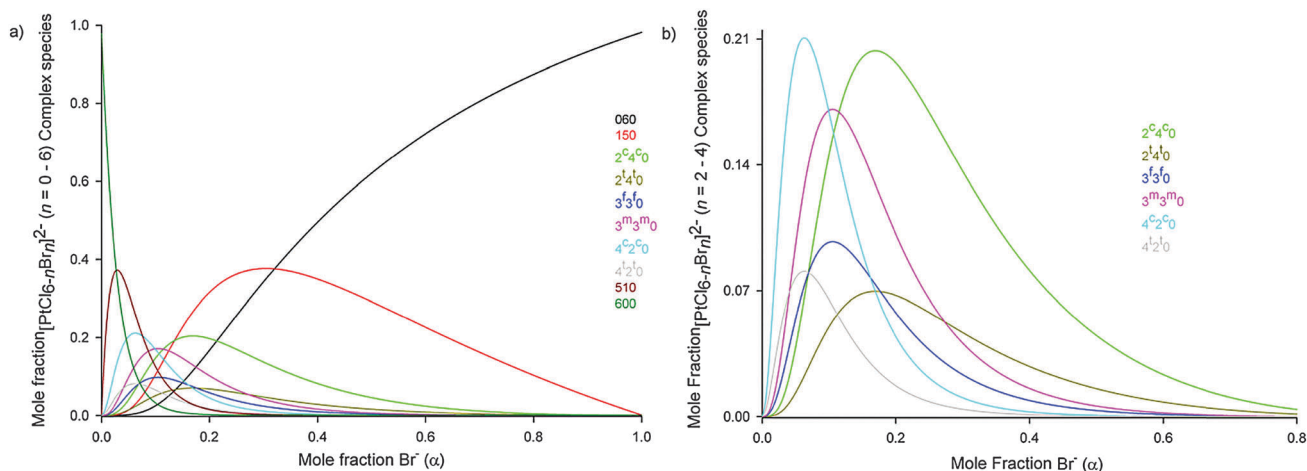 a)
Mole fraction[PtCl6-nBrn]2- (n = 0 - 6) Complex species
1.0
0.8
0.6
0.4
0.2
0.0
0.0 0.2 0.4 0.6 0.8 1.0
Mole fraction Br- (α)
060
150
2c4c0
2t4t0
3f3f0
3m3m0
4c2c0
4t2t0
510
600
b)
Mole Fraction[PtCl6-nBrn]2- (n = 2 - 4) Complex species
0.21
0.14
0.07
0.00
0.0 0.2 0.4 0.6 0.8
Mole Fraction Br- (α)
2c4c0
2t4t0
3f3f0
3m3m0
4c2c0
4t2t0